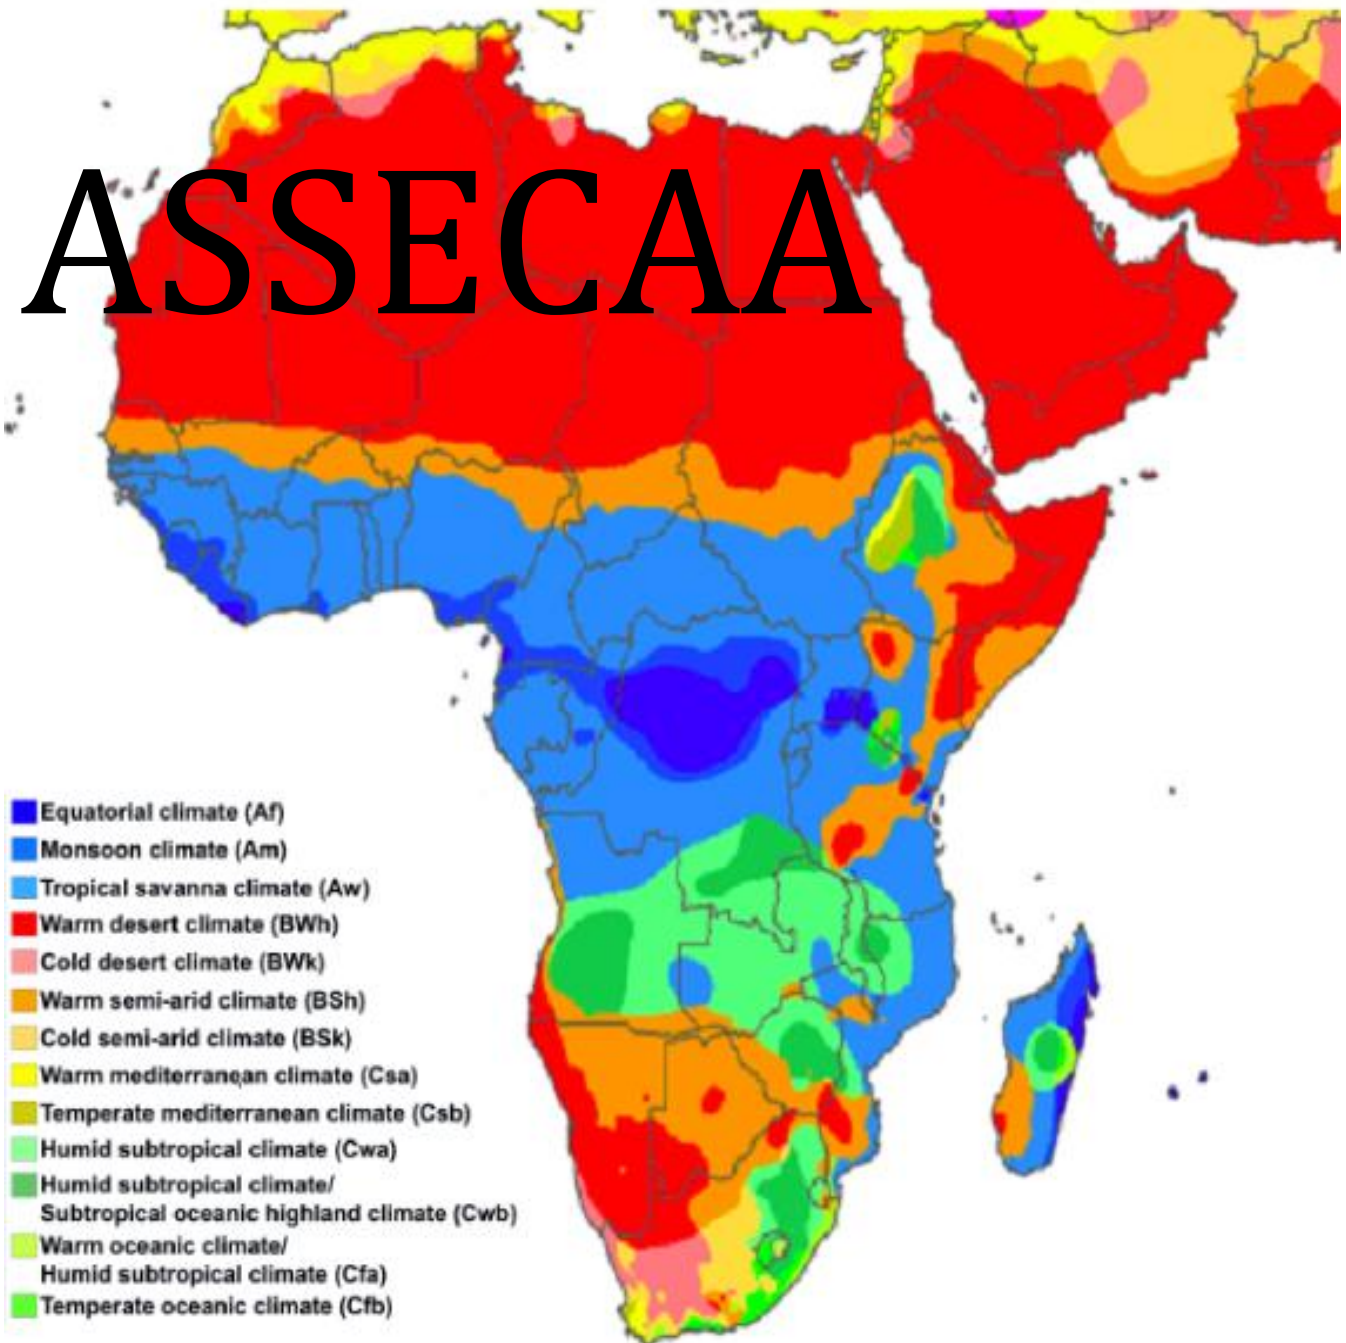 ASSECAA
Equatorial climate (Af)
Monsoon climate (Am)
Tropical savanna climate (Aw)
Warm desert climate (BWh)
Cold desert climate (BWk)
Warm semi-arid climate (BSh)
Cold semi-arid climate (BSk)
Warm mediterranean climate (Csa)
Temperate mediterranean climate (Csb)
Humid subtropical climate (Cwa)
Humid subtropical climate/
Subtropical oceanic highland climate (Cwb)
Warm oceanic climate/
Humid subtropical climate (Cfa)
Temperate oceanic climate (Cfb)